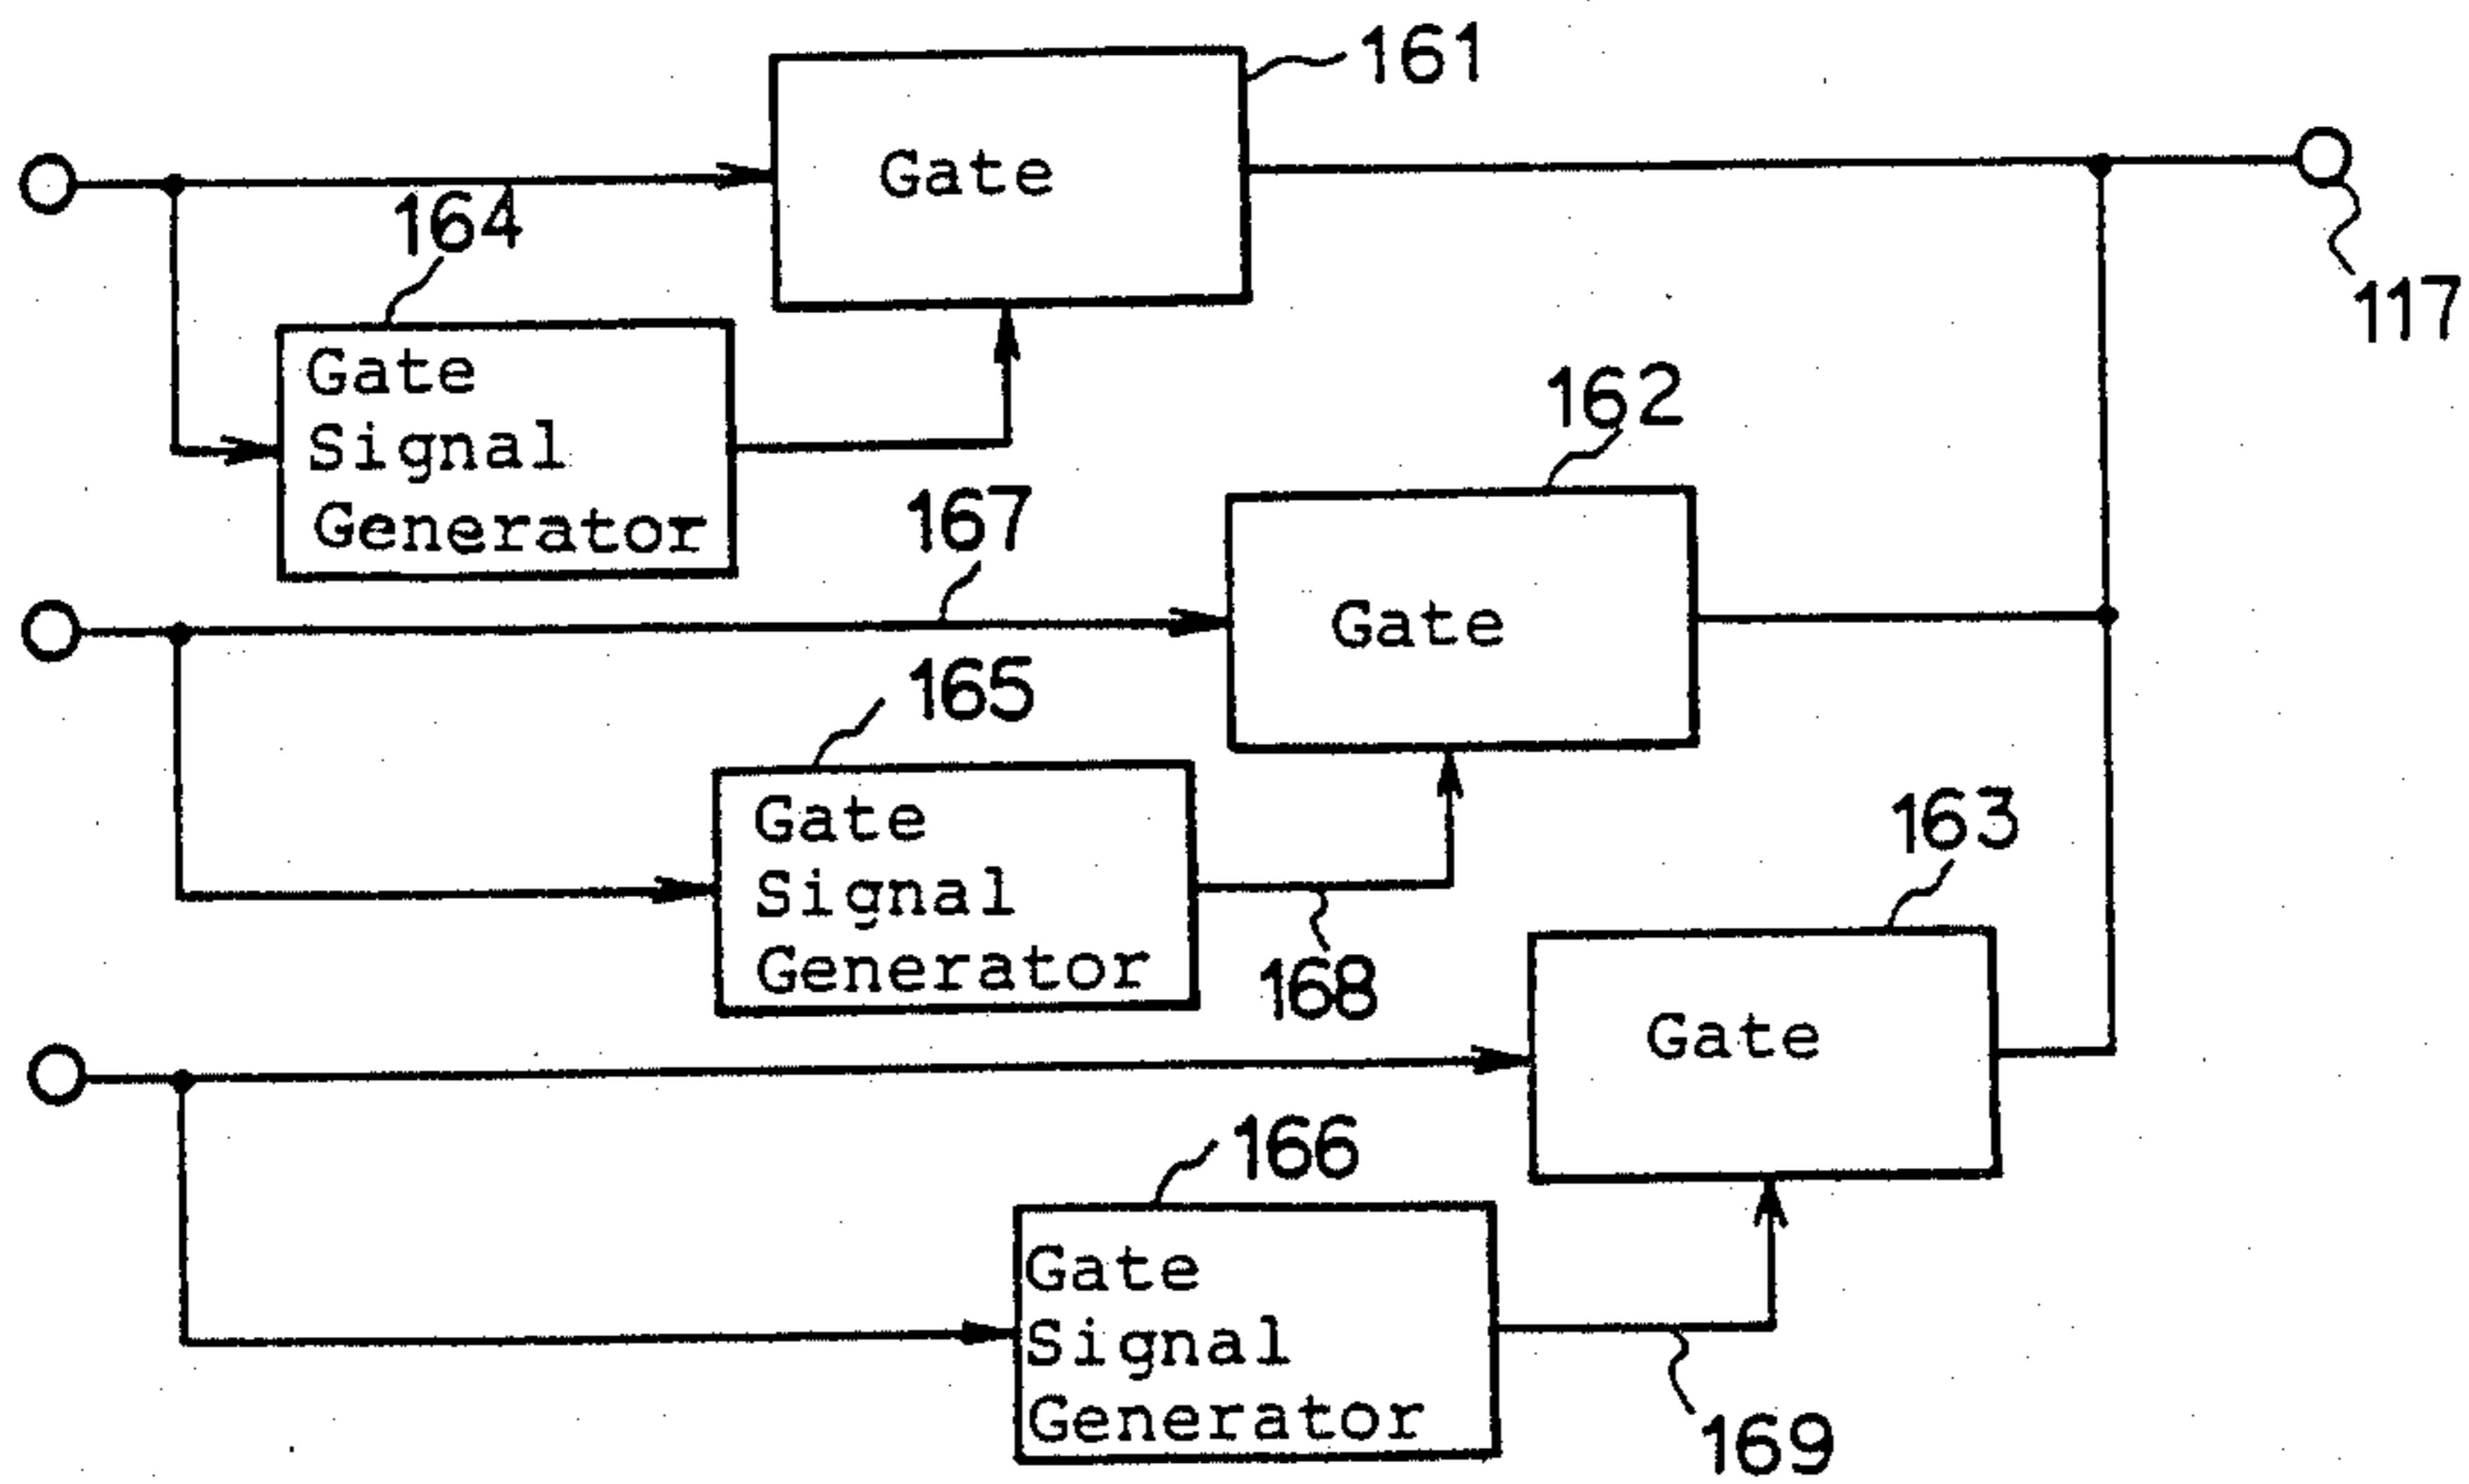 161
Gate
164
117
Gate
Signal
Generator
162
167
Gate
165
Gate
Signal
Generator
163
168
Gate
166
Gate
Signal
Generator
169